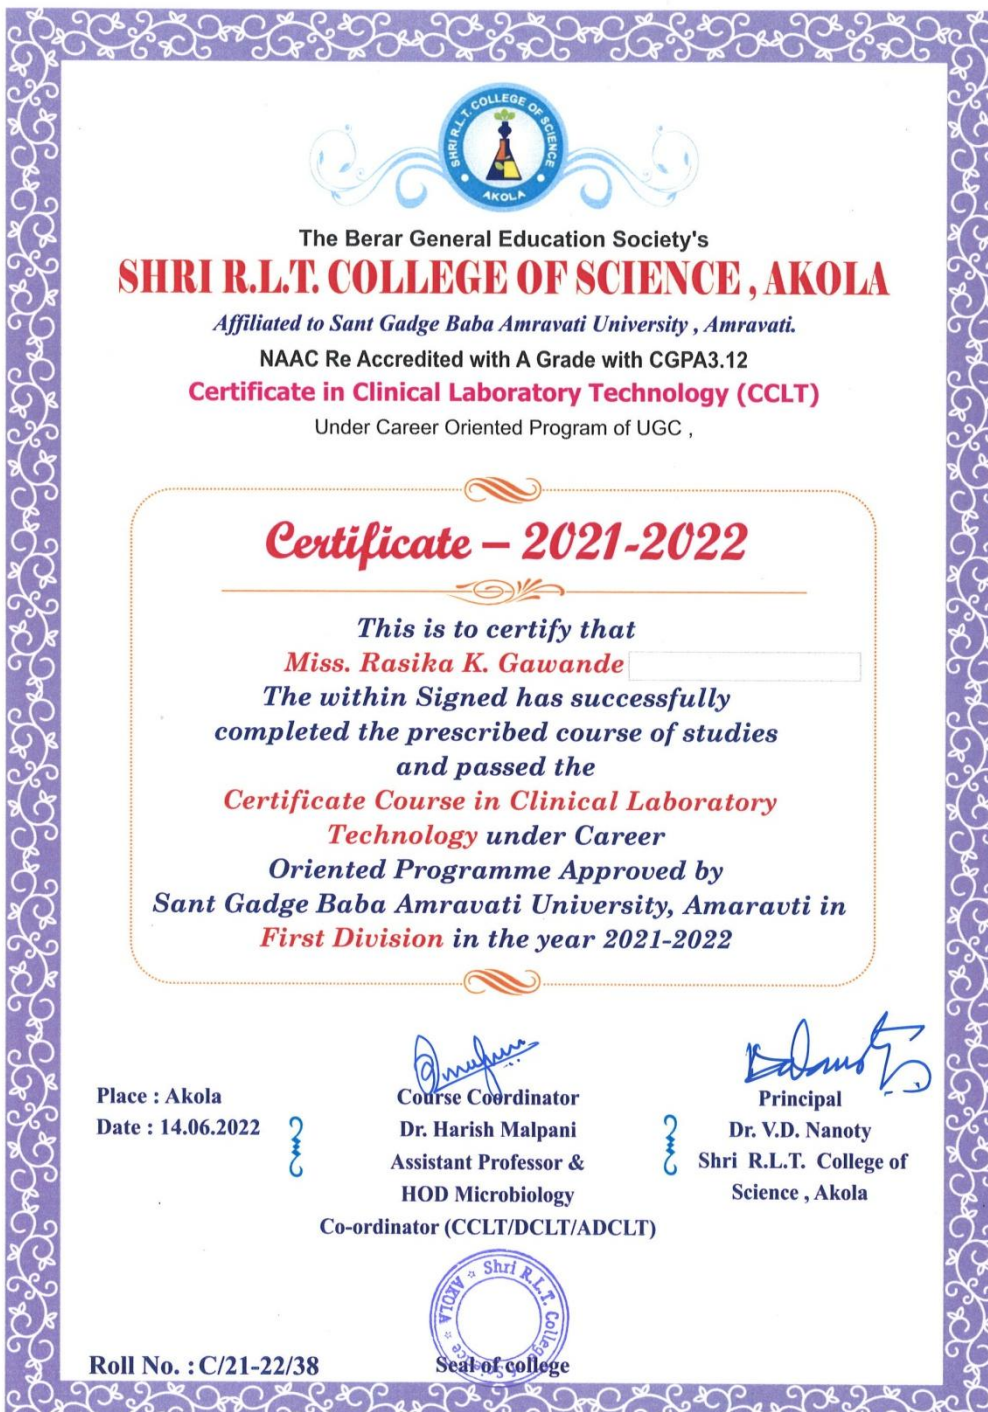 SHRI R.L.T. COLLEGE OF SCIENCE
AKOLA
The Berar General Education Society's
SHRI R.L.T. COLLEGE OF SCIENCE , AKOLA
Affiliated to Sant Gadge Baba Amravati University , Amravati.
NAAC Re Accredited with A Grade with CGPA3.12
Certificate in Clinical Laboratory Technology (CCLT)
Under Career Oriented Program of UGC ,
Certificate – 2021-2022
This is to certify that
Miss. Rasika K. Gawande
The within Signed has successfully
completed the prescribed course of studies
and passed the
Certificate Course in Clinical Laboratory
Technology under Career
Oriented Programme Approved by
Sant Gadge Baba Amravati University, Amaravti in
First Division in the year 2021-2022
Place : Akola
Date : 14.06.2022
Course Coordinator
Dr. Harish Malpani
Assistant Professor &
HOD Microbiology
Co-ordinator (CCLT/DCLT/ADCLT)
Principal
Dr. V.D. Nanoty
Shri R.L.T. College of
Science , Akola
Shri R.L.T. College of Science
AKOLA
Roll No. : C/21-22/38
Seal of college